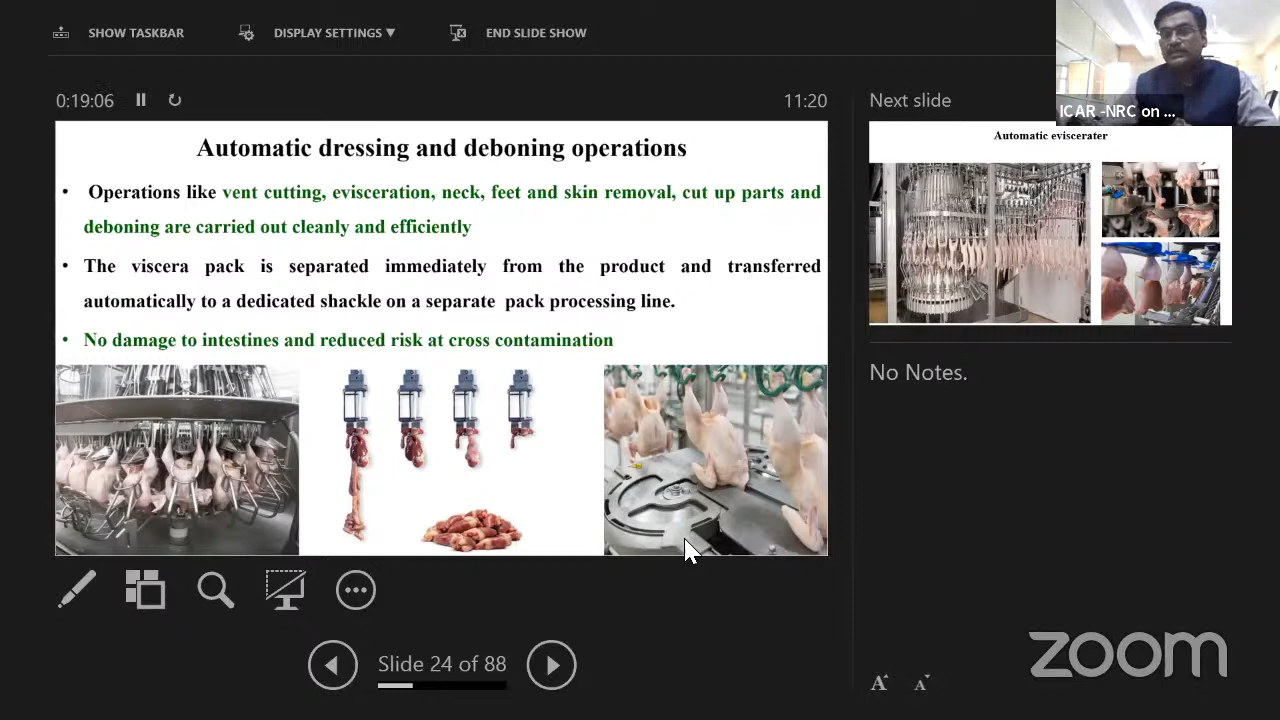 SHOW TASKBAR
DISPLAY SETTINGS ▼
END SLIDE SHOW
0:19:06
11:20
Next slide
ICAR -NRC on ...
Automatic dressing and deboning operations
• Operations like vent cutting, evisceration, neck, feet and skin removal, cut up parts and
deboning are carried out cleanly and efficiently
• The viscera pack is separated immediately from the product and transferred
automatically to a dedicated shackle on a separate pack processing line.
• No damage to intestines and reduced risk at cross contamination
Automatic eviscerater
No Notes.
Slide 24 of 88
A A
zoom